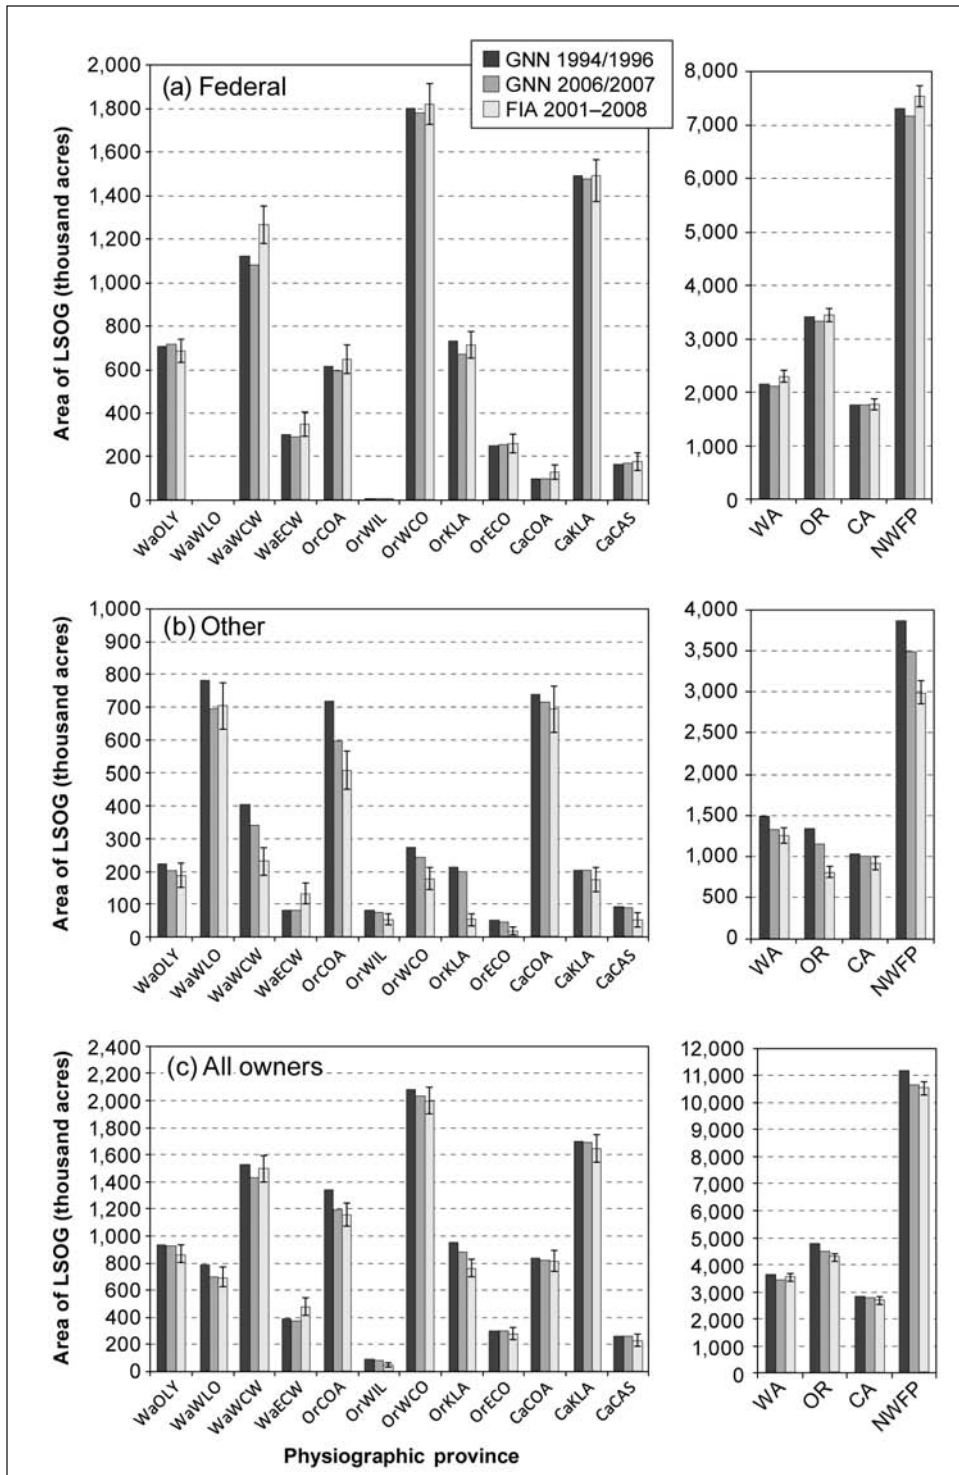 GNN 1994/1996
GNN 2006/2007
FIA 2001–2008
(a) Federal
Area of LSOG (thousand acres)
2,000
1,800
1,600
1,400
1,200
1,000
800
600
400
200
0
WaOLY
WaWLO
WaWCW
WaECW
OrCOA
OrWIL
OrWCO
OrKLA
OrECO
CaCOA
CaKLA
CaCAS
8,000
7,000
6,000
5,000
4,000
3,000
2,000
1,000
0
WA
OR
CA
NWFP
(b) Other
Area of LSOG (thousand acres)
1,000
900
800
700
600
500
400
300
200
100
0
WaOLY
WaWLO
WaWCW
WaECW
OrCOA
OrWIL
OrWCO
OrKLA
OrECO
CaCOA
CaKLA
CaCAS
4,000
3,500
3,000
2,500
2,000
1,500
1,000
500
0
WA
OR
CA
NWFP
(c) All owners
Area of LSOG (thousand acres)
2,400
2,200
2,000
1,800
1,600
1,400
1,200
1,000
800
600
400
200
0
WaOLY
WaWLO
WaWCW
WaECW
OrCOA
OrWIL
OrWCO
OrKLA
OrECO
CaCOA
CaKLA
CaCAS
12,000
11,000
10,000
9,000
8,000
7,000
6,000
5,000
4,000
3,000
2,000
1,000
0
WA
OR
CA
NWFP
Physiographic province